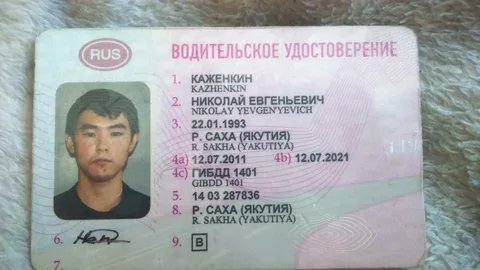 RUS
ВОДИТЕЛЬСКОЕ УДОСТОВЕРЕНИЕ
1. КАЖЕНКИН
KAZHENKIN
2. НИКОЛАЙ ЕВГЕНЬЕВИЧ
NIKOLAY YEVGEN'YEVICH
3. 22.01.1993
Р. САХА (ЯКУТИЯ)
R. SAKHA (YAKUTIYA)
4a) 12.07.2011 4b) 12.07.2021
4c) ГИБДД 1401
GIBDD 1401
5. 14 03 287836
8. Р. САХА (ЯКУТИЯ)
R. SAKHA (YAKUTIYA)
6.
9. B
7.